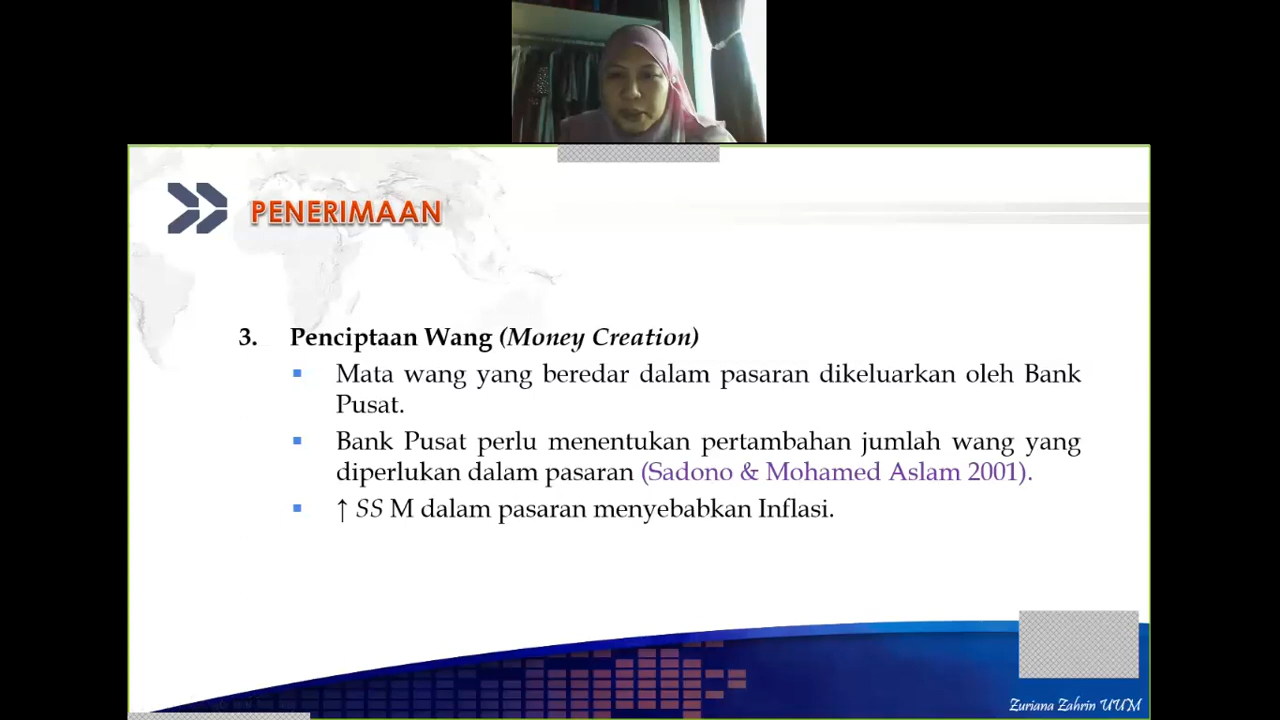 PENERIMAAN
3. Penciptaan Wang (Money Creation)
▪ Mata wang yang beredar dalam pasaran dikeluarkan oleh Bank
Pusat.
▪ Bank Pusat perlu menentukan pertambahan jumlah wang yang
diperlukan dalam pasaran (Sadono & Mohamed Aslam 2001).
▪ ↑ SS M dalam pasaran menyebabkan Inflasi.
Zuriana Zahrin UUM